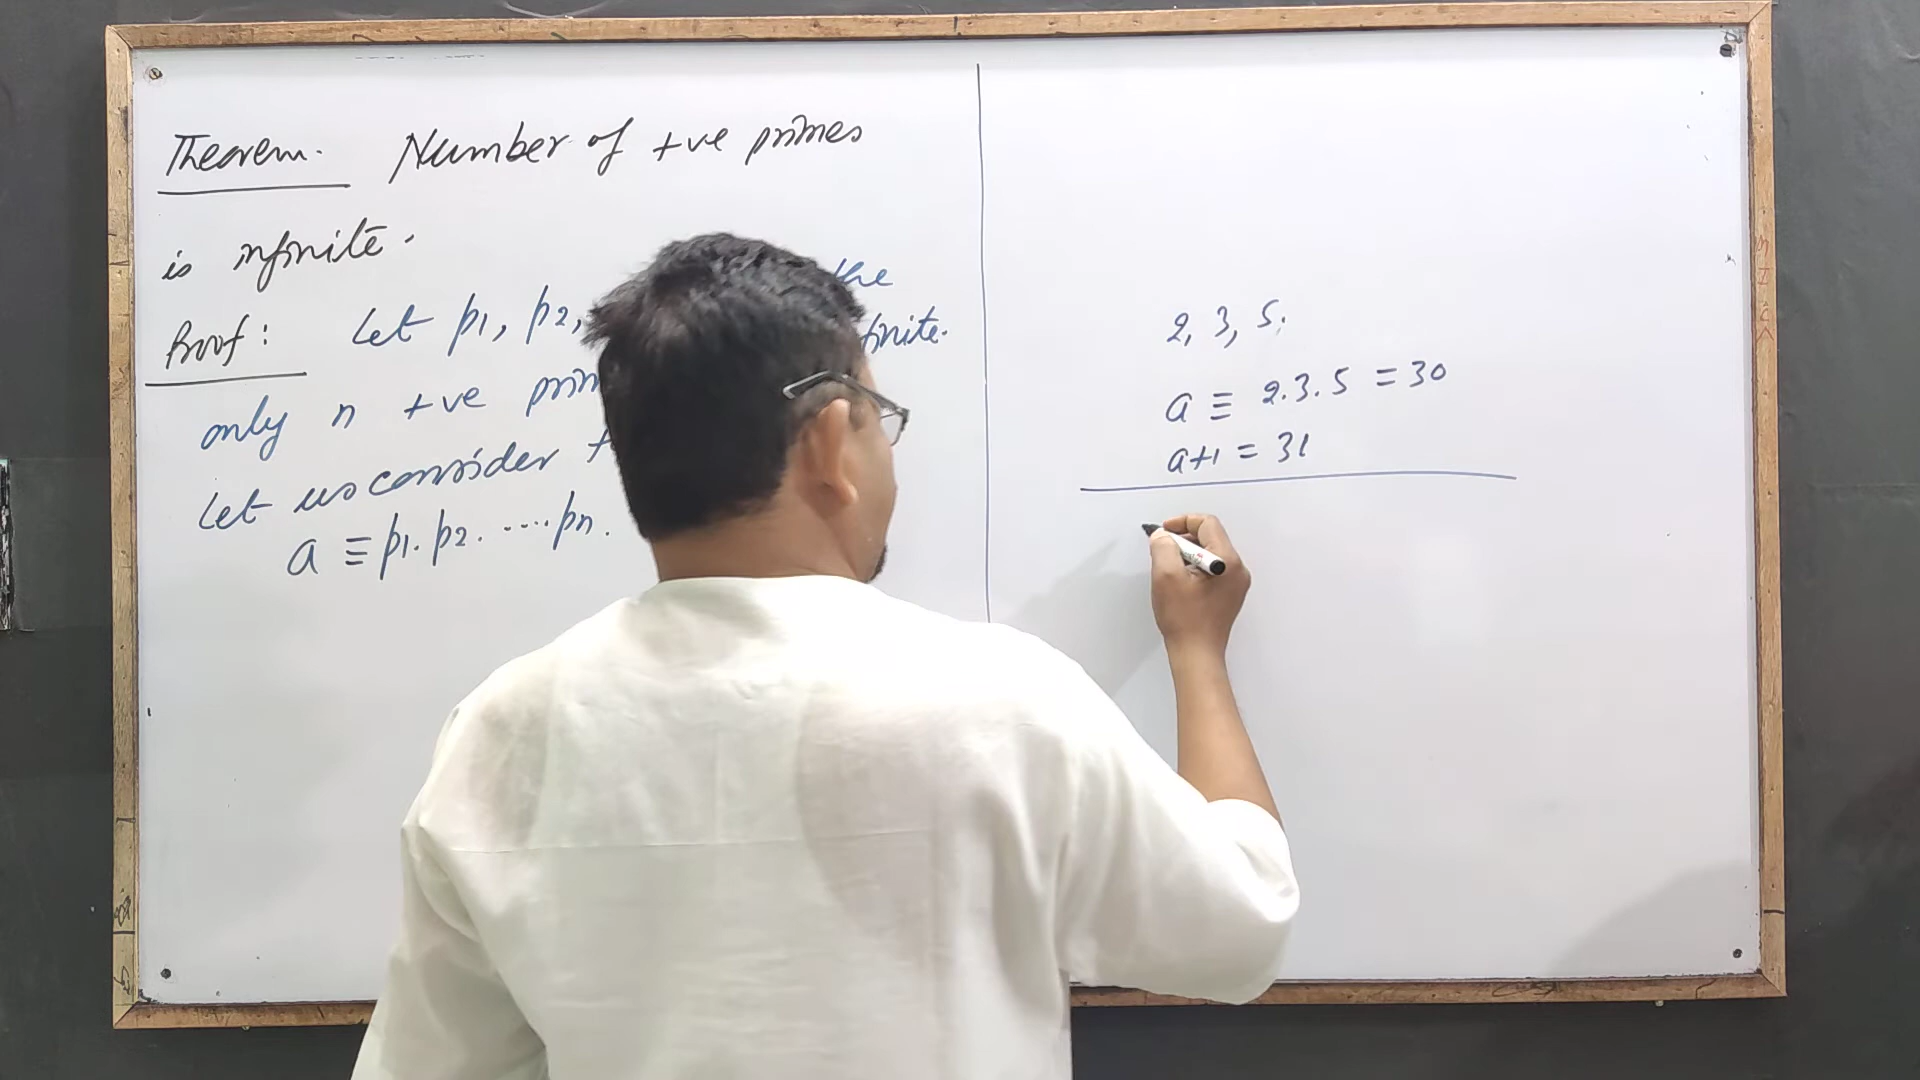 Theorem. Number of +ve primes
is infinite.
Proof: Let p1, p2, the
finite.
only n +ve prim
Let us consider
a ≡ p1. p2. .... pn.
2, 3, 5.
a ≡ 2.3.5 = 30
a+1 = 31